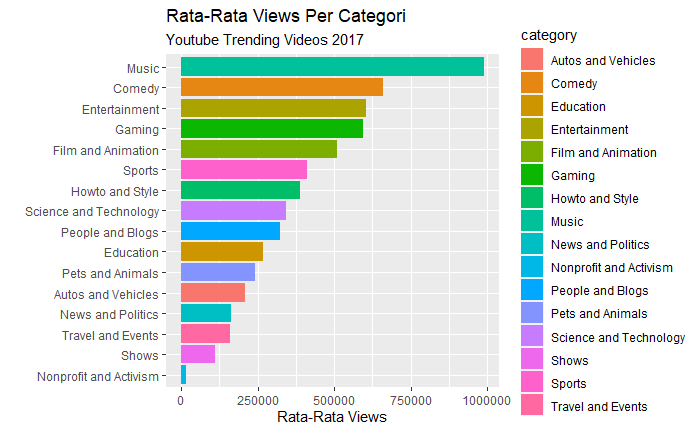 Rata-Rata Views Per Categori
Youtube Trending Videos 2017
Music
Comedy
Entertainment
Gaming
Film and Animation
Sports
Howto and Style
Science and Technology
People and Blogs
Education
Pets and Animals
Autos and Vehicles
News and Politics
Travel and Events
Shows
Nonprofit and Activism
0 250000 500000 750000 1000000
Rata-Rata Views
category
Autos and Vehicles
Comedy
Education
Entertainment
Film and Animation
Gaming
Howto and Style
Music
News and Politics
Nonprofit and Activism
People and Blogs
Pets and Animals
Science and Technology
Shows
Sports
Travel and Events